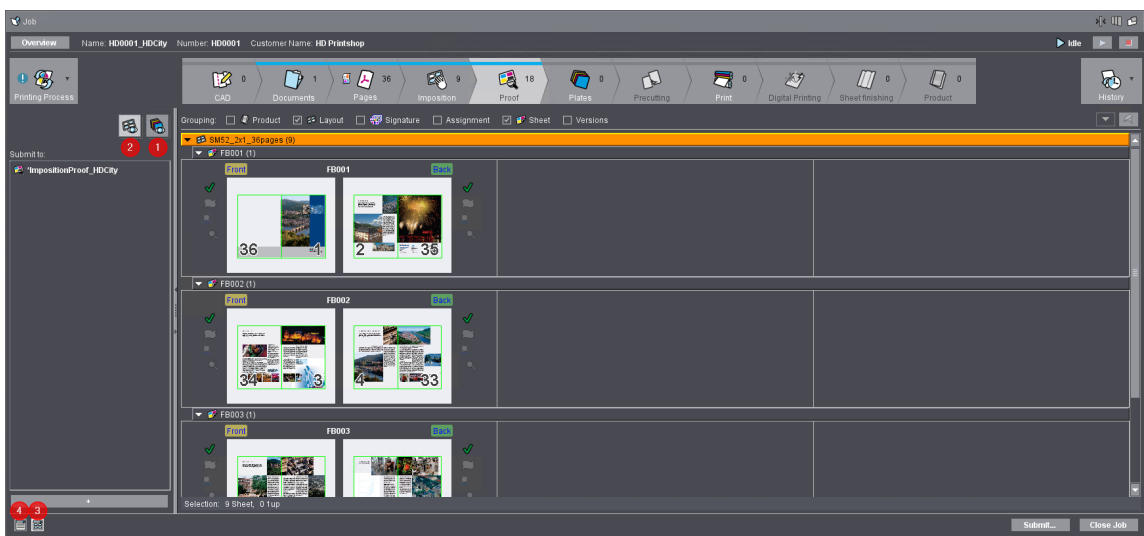 Job
Overview Name: HD0001_HDCity Number: HD0001 Customer Name: HD Printshop Idle
Printing Process
0 1 36 9 18 0 0 0 0
CAD Documents Pages Imposition Proof Plates Precutting Print Digital Printing Sheet finishing Product
History
2 1
Grouping: Product Layout Signature Assignment Sheet Versions
SM52_2x1_36pages (9)
Submit to:
FB001 (1)
*ImpositionProof_HDCity
Front FB001 Back
36 1 2 35
FB002 (1)
Front FB002 Back
34 3 4 33
FB003 (1)
Front FB003 Back
+
Selection: 9 Sheet, 0 1up
4 3
Submit... Close Job